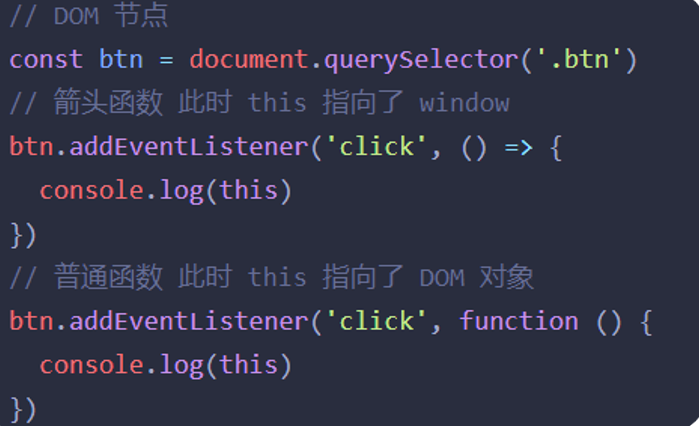 // DOM 节点
const btn = document.querySelector('.btn')
// 箭头函数 此时 this 指向了 window
btn.addEventListener('click', () => {
  console.log(this)
})
// 普通函数 此时 this 指向了 DOM 对象
btn.addEventListener('click', function () {
  console.log(this)
})